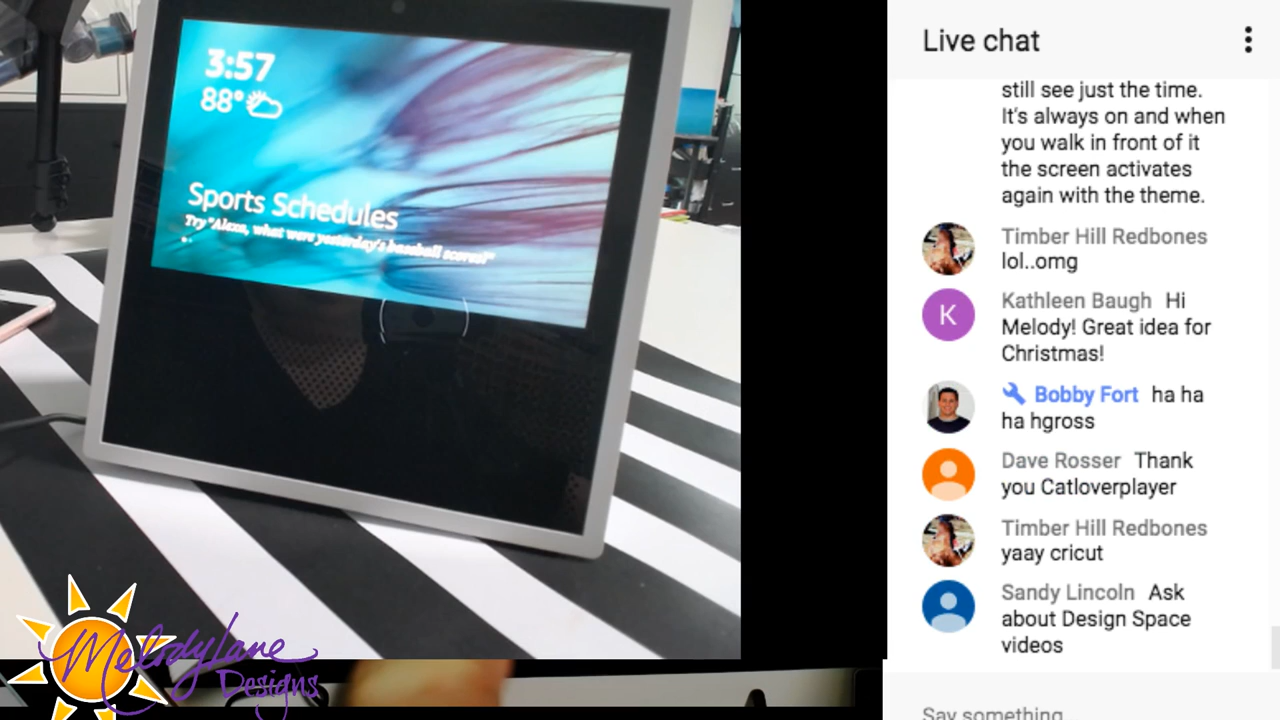 3:57
88°
Sports Schedules
Try "Alexa, what were yesterday's baseball scores?"
MelodyLane
Designs
Live chat
still see just the time.
It's always on and when
you walk in front of it
the screen activates
again with the theme.
Timber Hill Redbones
lol..omg
Kathleen Baugh Hi
Melody! Great idea for
Christmas!
K
Bobby Fort ha ha
ha hgross
Dave Rosser Thank
you Catloverplayer
Timber Hill Redbones
yaay cricut
Sandy Lincoln Ask
about Design Space
videos
Say something...